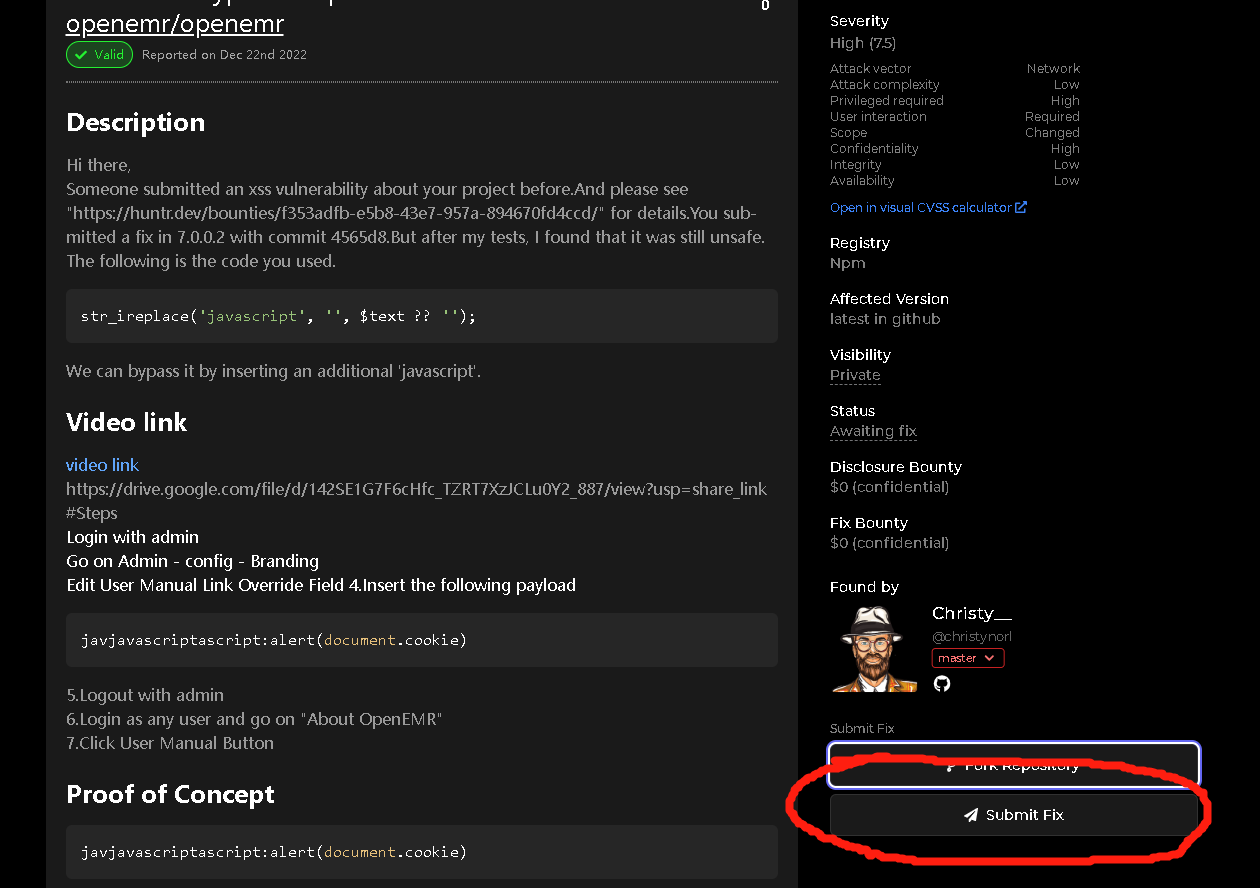 openemr/openemr
0
Valid Reported on Dec 22nd 2022
Description
Hi there,
Someone submitted an xss vulnerability about your project before.And please see
"https://huntr.dev/bounties/f353adfb-e5b8-43e7-957a-894670fd4ccd/" for details.You sub-
mitted a fix in 7.0.0.2 with commit 4565d8.But after my tests, I found that it was still unsafe.
The following is the code you used.
str_ireplace('javascript', '', $text ?? '');
We can bypass it by inserting an additional 'javascript'.
Video link
video link
https://drive.google.com/file/d/142SE1G7F6cHfc_TZRT7XzJCLu0Y2_887/view?usp=share_link
#Steps
Login with admin
Go on Admin - config - Branding
Edit User Manual Link Override Field 4.Insert the following payload
javjavascriptascript:alert(document.cookie)
5.Logout with admin
6.Login as any user and go on "About OpenEMR"
7.Click User Manual Button
Proof of Concept
javjavascriptascript:alert(document.cookie)
Severity
High (7.5)
Attack vector Network
Attack complexity Low
Privileged required High
User interaction Required
Scope Changed
Confidentiality High
Integrity Low
Availability Low
Open in visual CVSS calculator
Registry
Npm
Affected Version
latest in github
Visibility
Private
Status
Awaiting fix
Disclosure Bounty
$0 (confidential)
Fix Bounty
$0 (confidential)
Found by
Christy__
@christynorl
master
Submit Fix
Fork Repository
Submit Fix